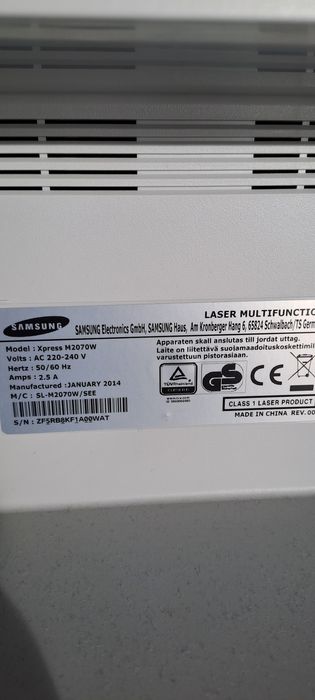 LASER MULTIFUNCTIO
SAMSUNG
SAMSUNG Electronics GmbH, SAMSUNG Haus, Am Kronberger Hang 6, 65824 Schwalbach/TS Germ
Model : Xpress M2070W
Volts : AC 220-240 V
Hertz : 50/60 Hz
Amps : 2.5 A
Manufactured :JANUARY 2014
M/C : SL-M2070W/SEE
S/N : ZF5RB8KF1A00WAT
Apparaten skall anslutas till jordat uttag.
Laite on liitettävä suojamaadoituskoskettimil
varustettuun pistorasiaan.
TÜVRheinland
GS
CE
CLASS 1 LASER PRODUCT
MADE IN CHINA REV.00